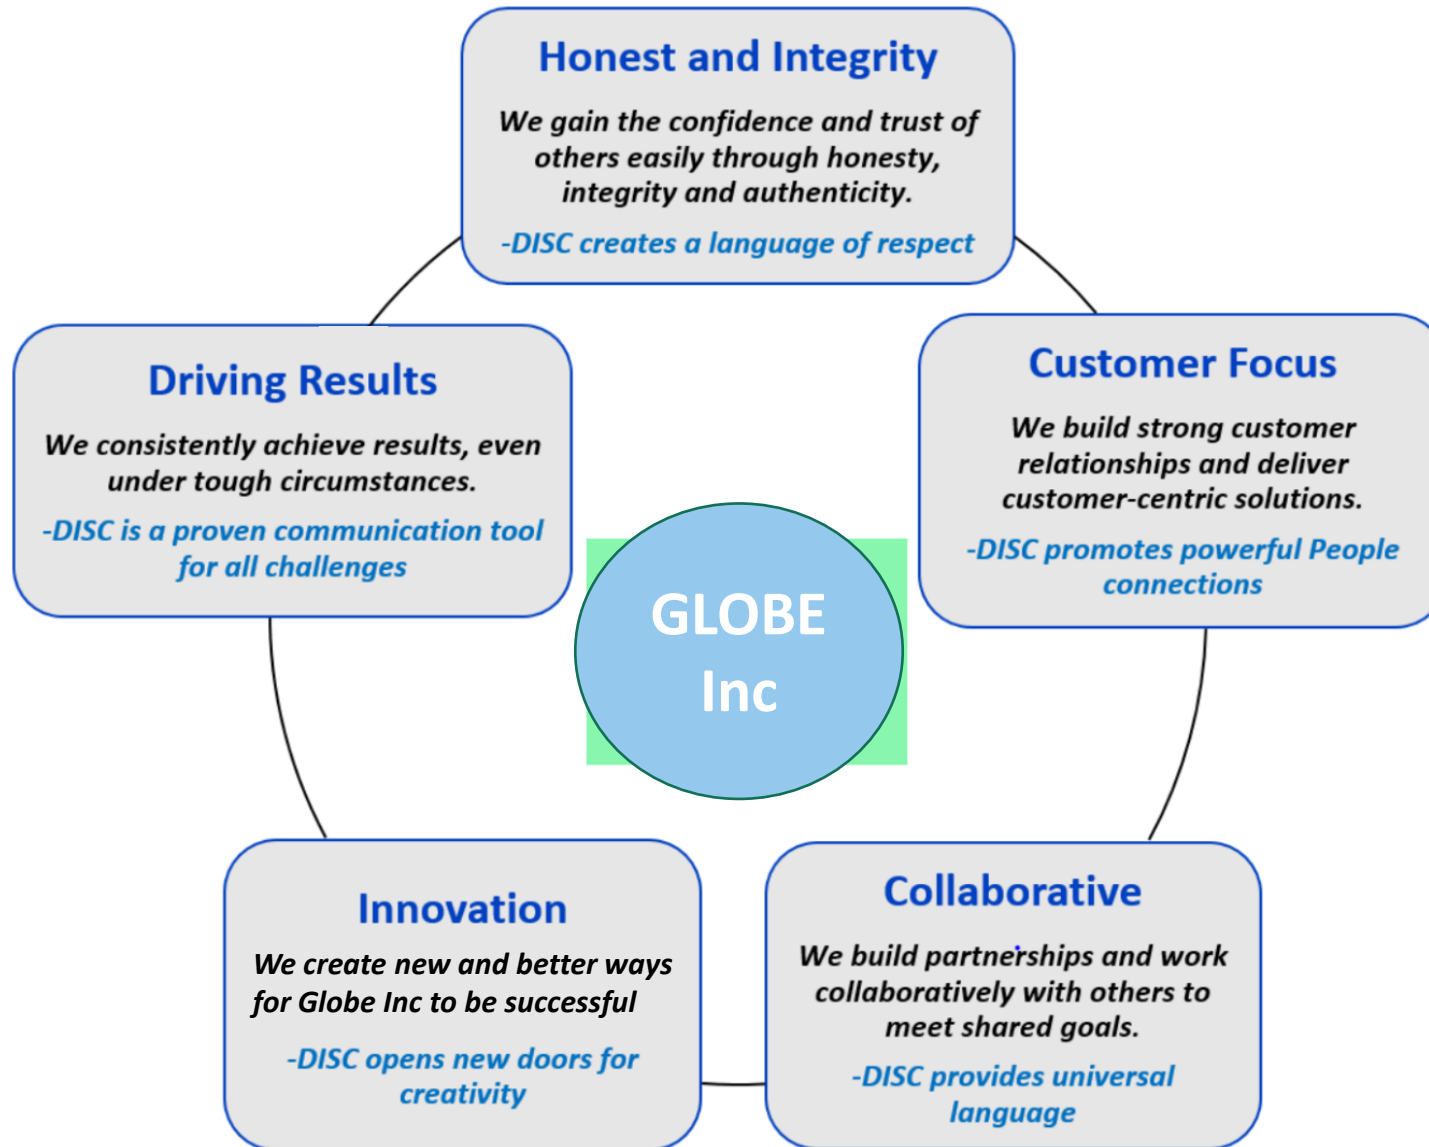 Honest and Integrity
We gain the confidence and trust of
others easily through honesty,
integrity and authenticity.
-DISC creates a language of respect
Customer Focus
We build strong customer
relationships and deliver
customer-centric solutions.
-DISC promotes powerful People
connections
Collaborative
We build partnerships and work
collaboratively with others to
meet shared goals.
-DISC provides universal
language
Innovation
We create new and better ways
for Globe Inc to be successful
-DISC opens new doors for
creativity
Driving Results
We consistently achieve results, even
under tough circumstances.
-DISC is a proven communication tool
for all challenges
GLOBE
Inc